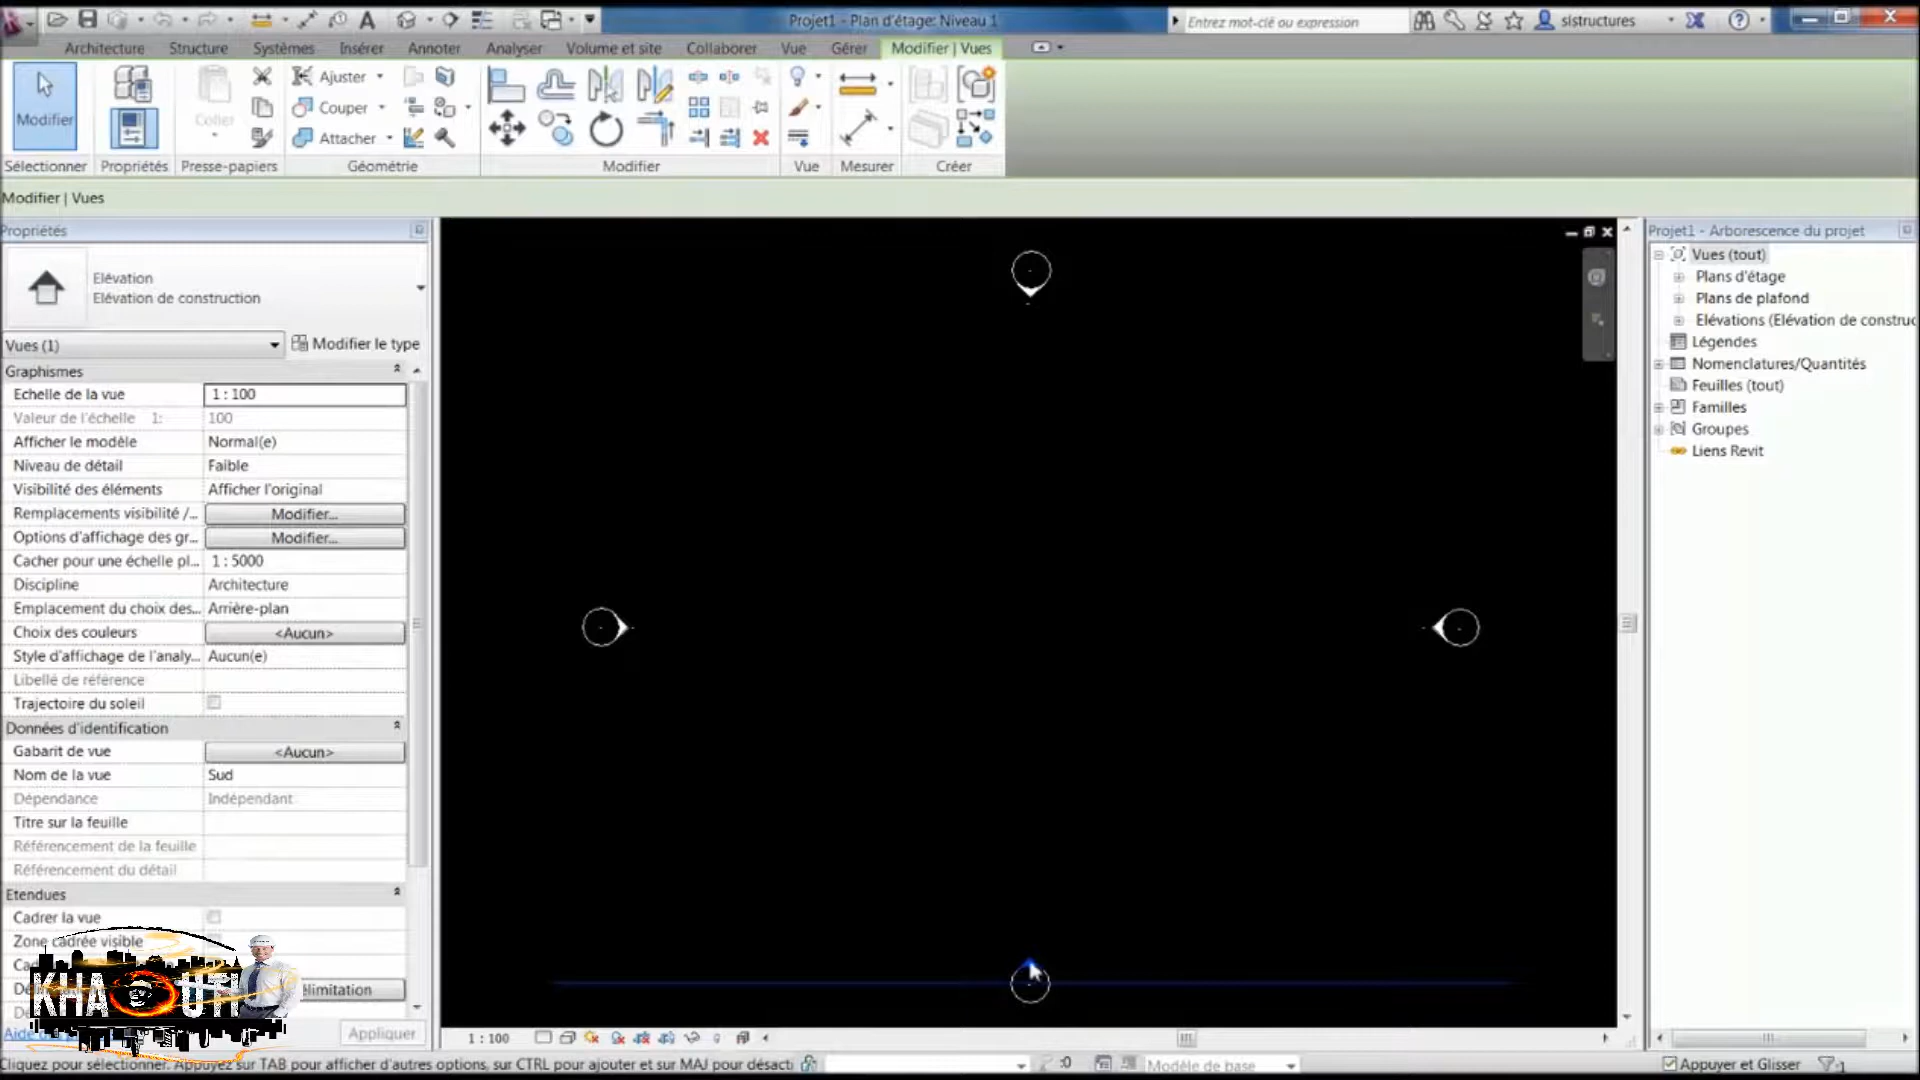 Projet1 - Plan d'étage: Niveau 1
Entrez mot-clé ou expression
sistructures
Architecture Structure Systèmes Insérer Annoter Analyser Volume et site Collaborer Vue Gérer Modifier | Vues
Modifier
Coller
Ajuster
Couper
Attacher
Sélectionner Propriétés Presse-papiers Géométrie Modifier Vue Mesurer Créer
Modifier | Vues
Propriétés
Elévation
Elévation de construction
Vues (1)
Modifier le type
Graphismes
Echelle de la vue 1 : 100
Valeur de l'échelle 1: 100
Afficher le modèle Normal(e)
Niveau de détail Faible
Visibilité des éléments Afficher l'original
Remplacements visibilité /... Modifier...
Options d'affichage des gr... Modifier...
Cacher pour une échelle pl... 1 : 5000
Discipline Architecture
Emplacement du choix des... Arrière-plan
Choix des couleurs <Aucun>
Style d'affichage de l'analy... Aucun(e)
Libellé de référence
Trajectoire du soleil
Données d'identification
Gabarit de vue <Aucun>
Nom de la vue Sud
Dépendance Indépendant
Titre sur la feuille
Référencement de la feuille
Référencement du détail
Etendues
Cadrer la vue
Zone cadrée visible
élimitation
KHAOUTI
Appliquer
Projet1 - Arborescence du projet
Vues (tout)
Plans d'étage
Plans de plafond
Elévations (Elévation de construc
Légendes
Nomenclatures/Quantités
Feuilles (tout)
Familles
Groupes
Liens Revit
1 : 100
Cliquez pour sélectionner. Appuyez sur TAB pour afficher d'autres options, sur CTRL pour ajouter et sur MAJ pour désacti
:0
Modèle de base
Appuyer et Glisser
:1